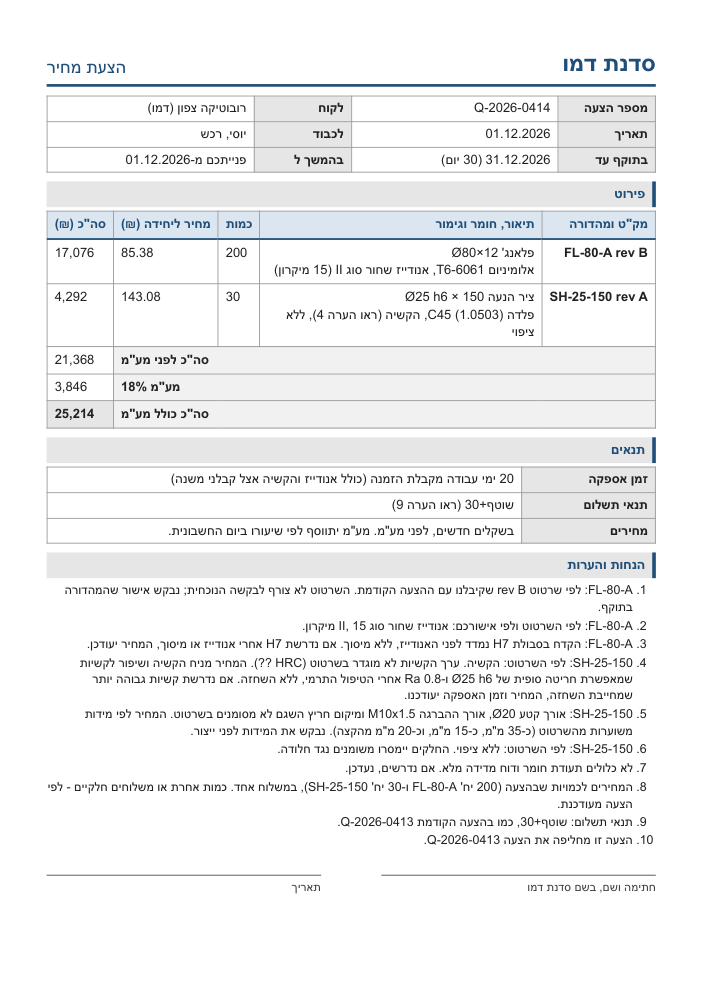 סדנת דמו
הצעת מחיר
מספר הצעה Q-2026-0414 לקוח רובוטיקה צפון (דמו)
תאריך 01.12.2026 לכבוד יוסי, רכש
בתוקף עד 31.12.2026 (30 יום) בהמשך ל פנייתכם מ-01.12.2026
פירוט
מק"ט ומהדורה תיאור, חומר וגימור כמות מחיר ליחידה (₪) סה"כ (₪)
FL-80-A rev B פלאנג' Ø80×12 200 85.38 17,076
אלומיניום 6061-T6, אנודייז שחור סוג II (15 מיקרון)
SH-25-150 rev A ציר הנעה Ø25 h6 × 150 30 143.08 4,292
פלדה C45 (1.0503), הקשיה (ראו הערה 4), ללא
ציפוי
סה"כ לפני מע"מ 21,368
מע"מ 18% 3,846
סה"כ כולל מע"מ 25,214
תנאים
זמן אספקה 20 ימי עבודה מקבלת הזמנה (כולל אנודייז והקשיה אצל קבלני משנה)
תנאי תשלום שוטף+30 (ראו הערה 9)
מחירים בשקלים חדשים, לפני מע"מ. מע"מ יתווסף לפי שיעורו ביום החשבונית.
הנחות והערות
1. FL-80-A: לפי שרטוט rev B שקיבלנו עם ההצעה הקודמת. השרטוט לא צורף לבקשה הנוכחית; נבקש אישור שהמהדורה
בתוקף.
2. FL-80-A: לפי השרטוט ולפי אישורכם: אנודייז שחור סוג II, 15 מיקרון.
3. FL-80-A: הקדח בסבולת H7 נמדד לפני האנודייז, ללא מיסוך. אם נדרשת H7 אחרי אנודייז או מיסוך, המחיר יעודכן.
4. SH-25-150: לפי השרטוט: הקשיה. ערך הקשיות לא מוגדר בשרטוט (HRC ??). המחיר מניח הקשיה ושיפור לקשיות
שמאפשרת חריטה סופית של Ø25 h6 ו-Ra 0.8 אחרי הטיפול התרמי, ללא השחזה. אם נדרשת קשיות גבוהה יותר
שמחייבת השחזה, המחיר וזמן האספקה יעודכנו.
5. SH-25-150: אורך קטע Ø20, אורך ההברגה M10x1.5 ומיקום חריץ השגם לא מסומנים בשרטוט. המחיר לפי מידות
משוערות מהשרטוט (כ-35 מ"מ, כ-15 מ"מ, וכ-20 מ"מ מהקצה). נבקש את המידות לפני ייצור.
6. SH-25-150: לפי השרטוט: ללא ציפוי. החלקים יימסרו משומנים נגד חלודה.
7. לא כלולים תעודת חומר ודוח מדידה מלא. אם נדרשים, נעדכן.
8. המחירים לכמויות שבהצעה (200 יח' FL-80-A ו-30 יח' SH-25-150), במשלוח אחד. כמות אחרת או משלוחים חלקיים - לפי
הצעה מעודכנת.
9. תנאי תשלום: שוטף+30, כמו בהצעה הקודמת Q-2026-0413.
10. הצעה זו מחליפה את הצעה Q-2026-0413.
חתימה ושם, בשם סדנת דמו
תאריך